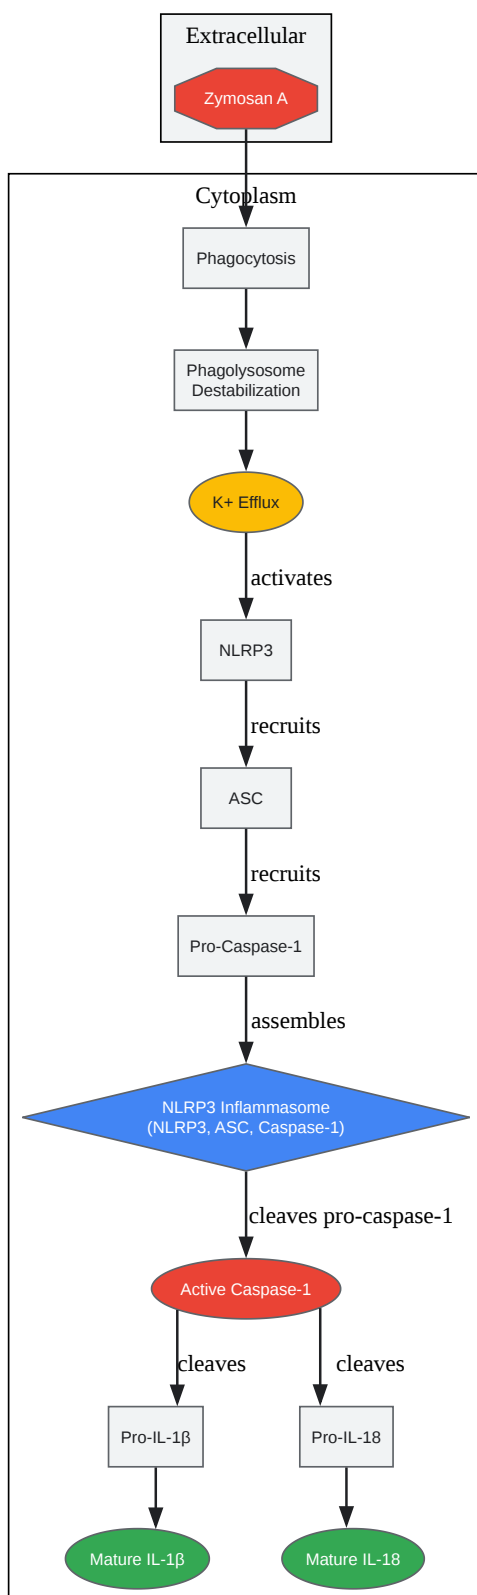 Extracellular
Zymosan A
Cytoplasm
Phagocytosis
Phagolysosome
Destabilization
K+ Efflux
activates
NLRP3
recruits
ASC
recruits
Pro-Caspase-1
assembles
NLRP3 Inflammasome
(NLRP3, ASC, Caspase-1)
cleaves pro-caspase-1
Active Caspase-1
cleaves
cleaves
Pro-IL-1β
Pro-IL-18
Mature IL-1β
Mature IL-18